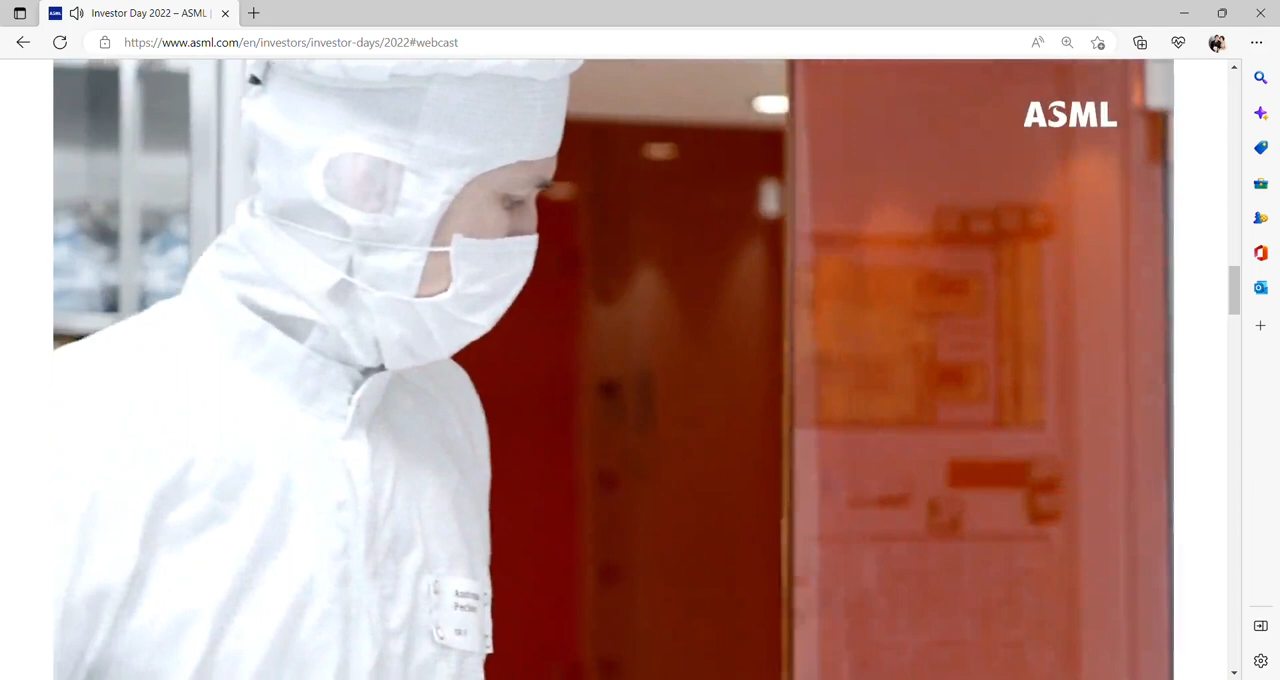 Investor Day 2022 – ASML |
https://www.asml.com/en/investors/investor-days/2022#webcast
ASML